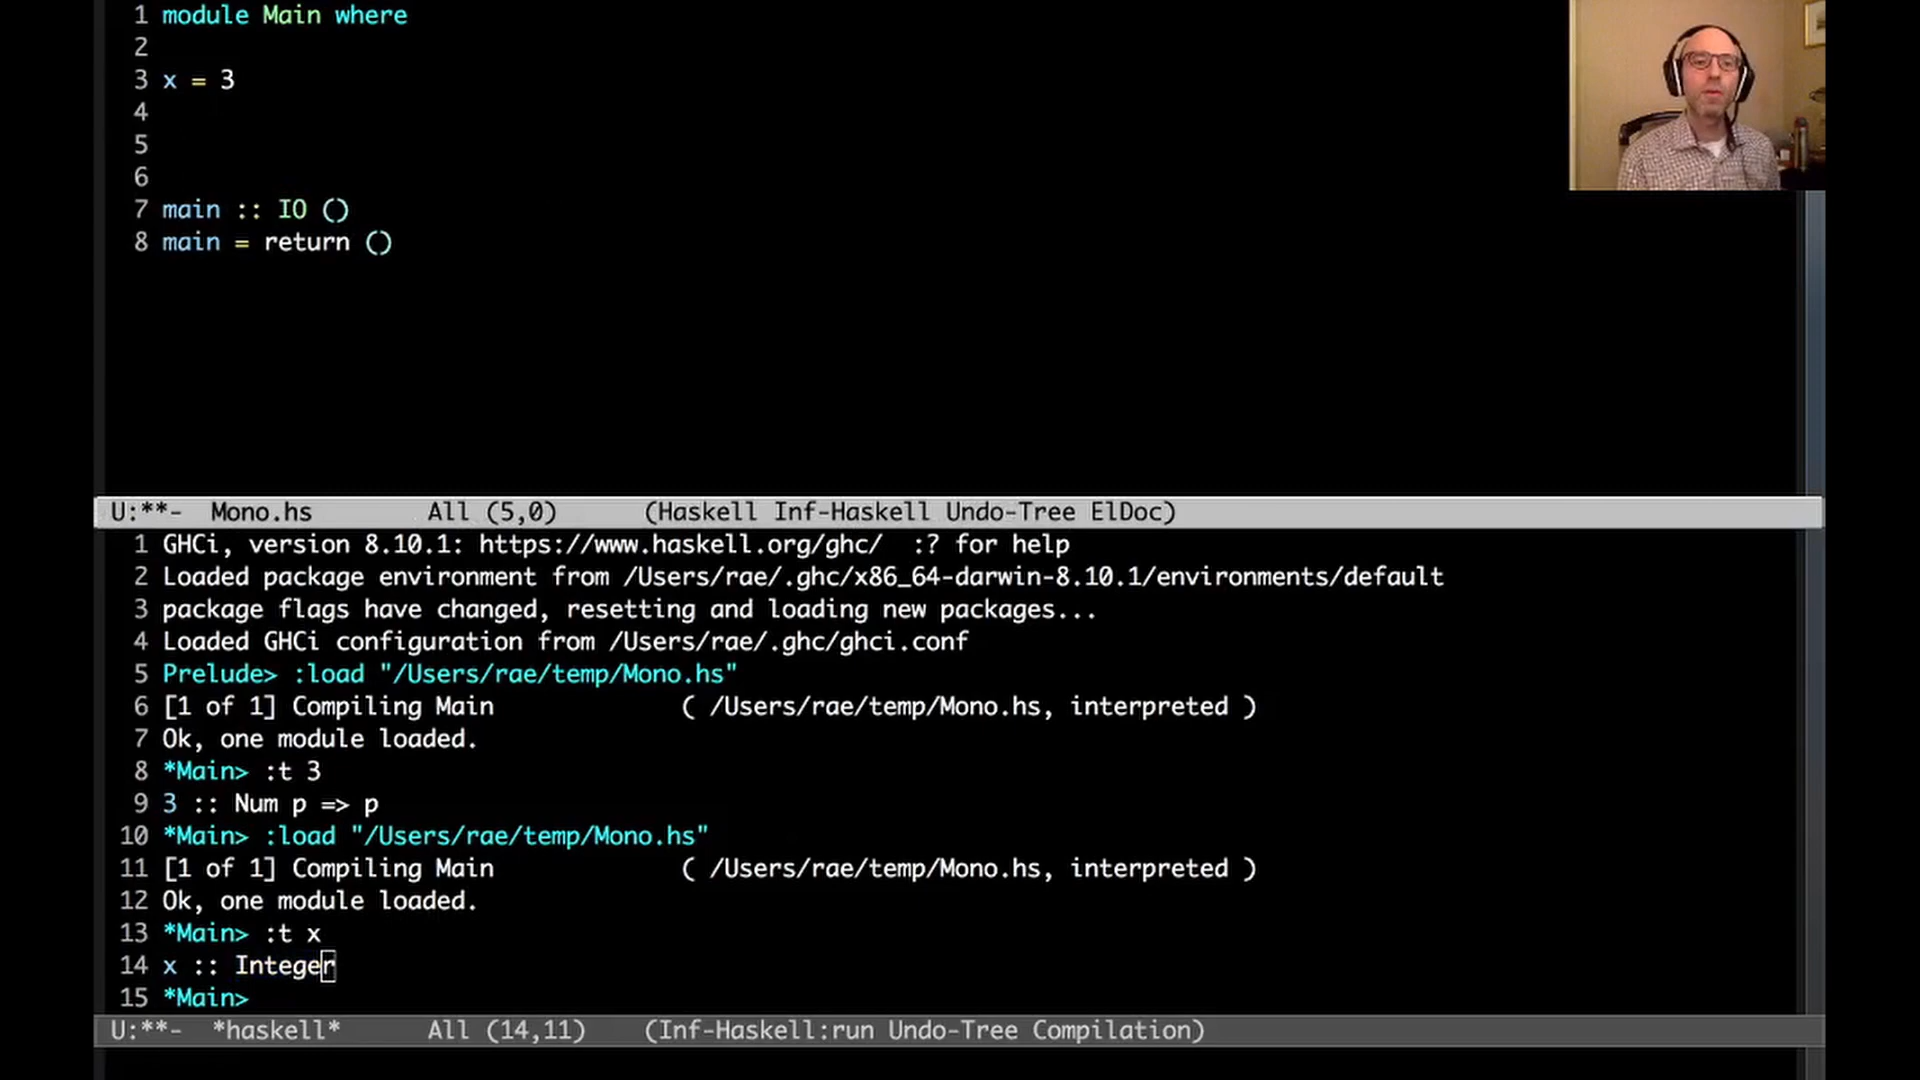 1 module Main where
2
3 x = 3
4
5
6
7 main :: IO ()
8 main = return ()
U:**-  Mono.hs        All (5,0)      (Haskell Inf-Haskell Undo-Tree ElDoc)
1 GHCi, version 8.10.1: https://www.haskell.org/ghc/  :? for help
2 Loaded package environment from /Users/rae/.ghc/x86_64-darwin-8.10.1/environments/default
3 package flags have changed, resetting and loading new packages...
4 Loaded GHCi configuration from /Users/rae/.ghc/ghci.conf
5 Prelude> :load "/Users/rae/temp/Mono.hs"
6 [1 of 1] Compiling Main             ( /Users/rae/temp/Mono.hs, interpreted )
7 Ok, one module loaded.
8 *Main> :t 3
9 3 :: Num p => p
10 *Main> :load "/Users/rae/temp/Mono.hs"
11 [1 of 1] Compiling Main             ( /Users/rae/temp/Mono.hs, interpreted )
12 Ok, one module loaded.
13 *Main> :t x
14 x :: Integer
15 *Main>
U:**-  *haskell*      All (14,11)    (Inf-Haskell:run Undo-Tree Compilation)